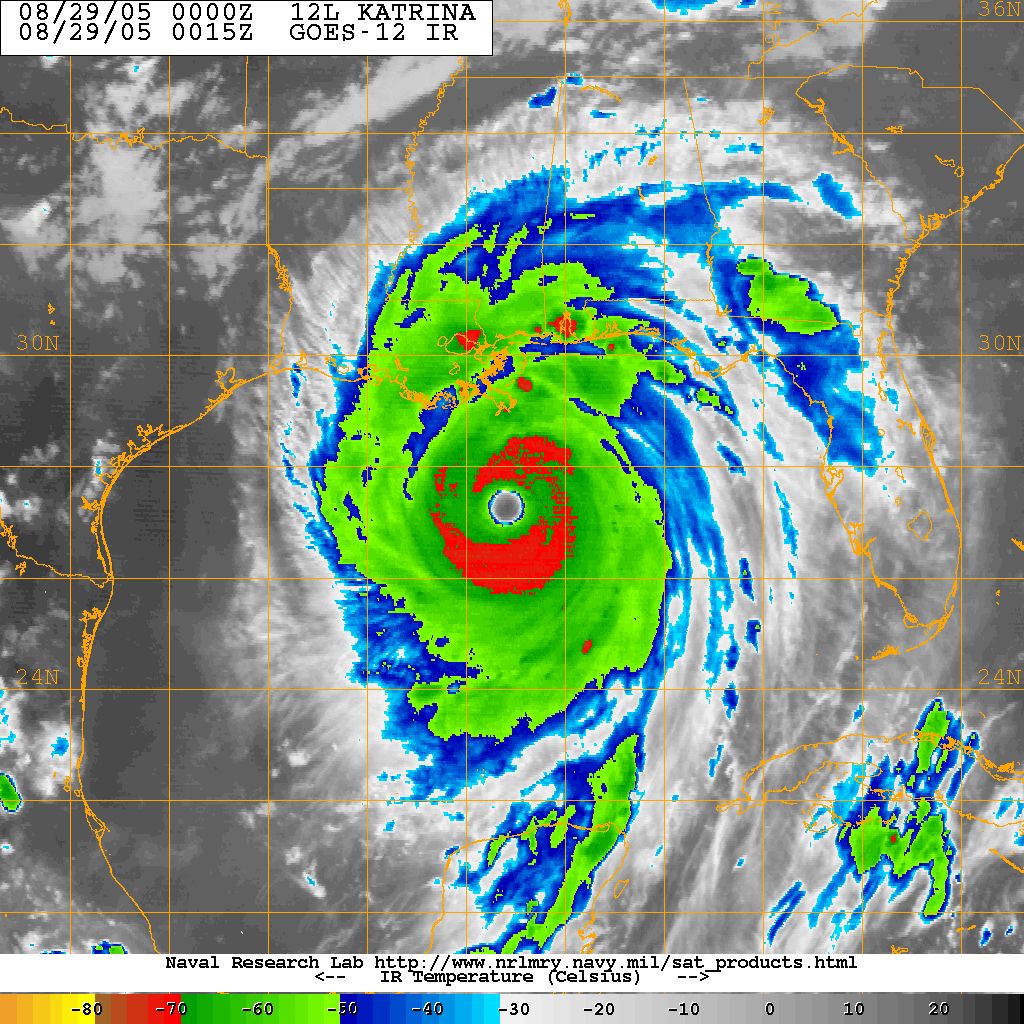 08/29/05 0000Z 12L KATRINA
08/29/05 0015Z GOES-12 IR
36N
30N 30N
24N 24N
Naval Research Lab http://www.nrlmry.navy.mil/sat_products.html
<-- IR Temperature (Celsius) -->
-80 -70 -60 -50 -40 -30 -20 -10 0 10 20